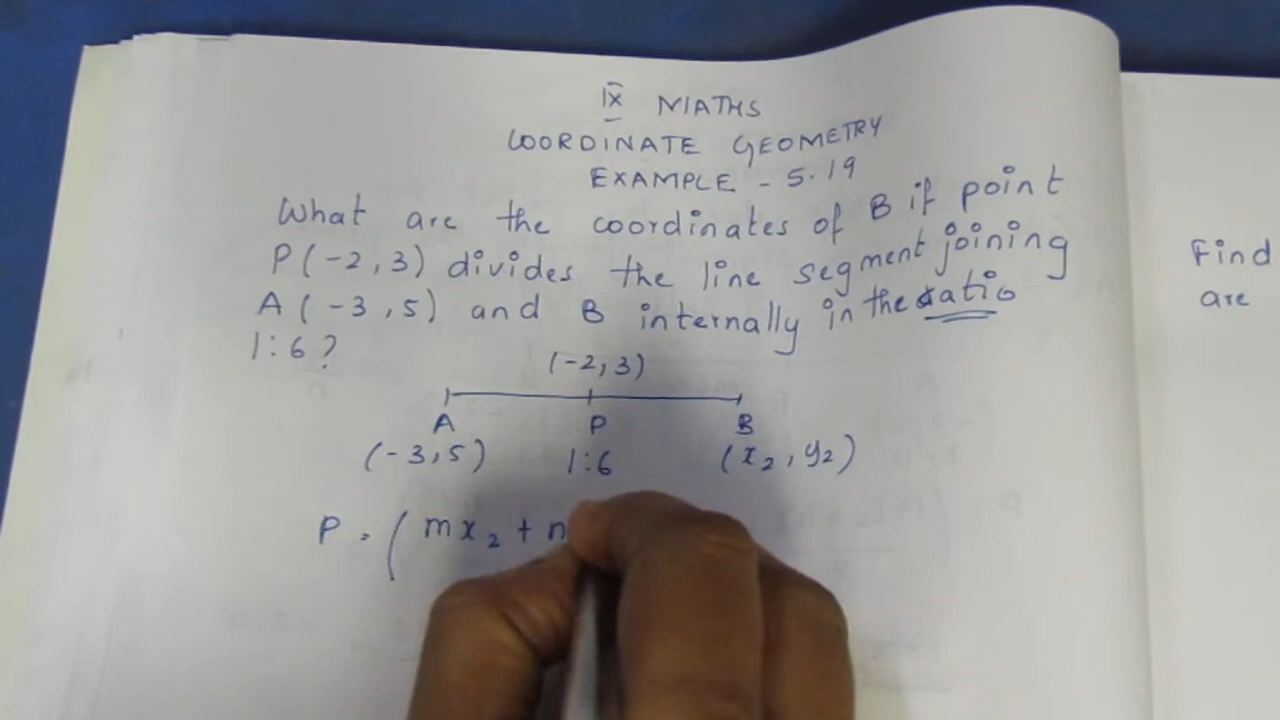 IX MATHS
COORDINATE GEOMETRY
EXAMPLE - 5.19
What are the coordinates of B if point
P(-2,3) divides the line segment joining
A(-3,5) and B internally in the ratio
1:6?
(-2,3)
A P B
(-3,5) 1:6 (x₂,y₂)
P = ( mx₂ + n
Find
are